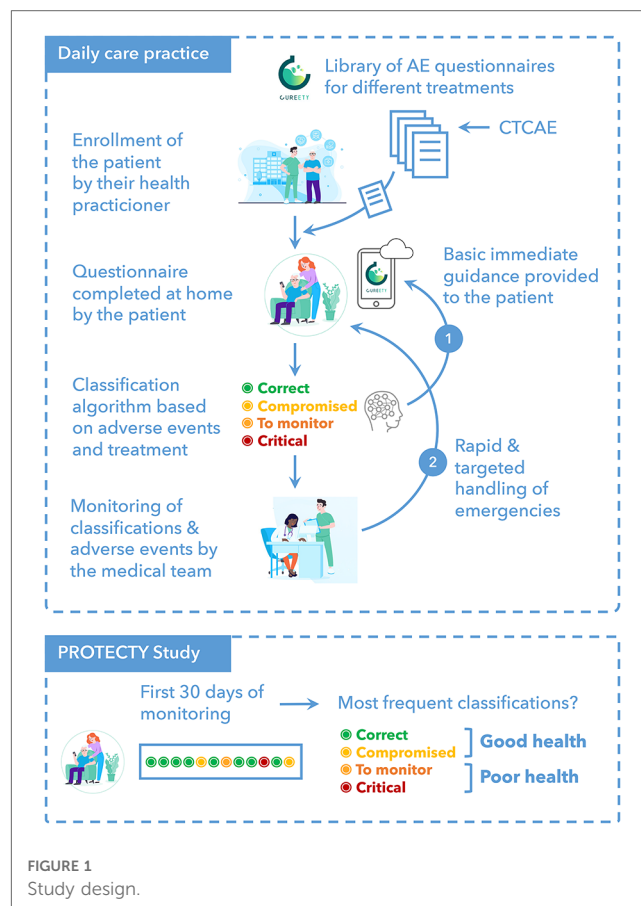 Daily care practice
CUREETY
Library of AE questionnaires
for different treatments
CTCAE
Enrollment of
the patient
by their health
practicioner
Questionnaire
completed at home
by the patient
CUREETY
Basic immediate
guidance provided
to the patient
1
Classification
algorithm based
on adverse events
and treatment
Correct
Compromised
To monitor
Critical
2
Rapid &
targeted
handling of
emergencies
Monitoring of
classifications &
adverse events by
the medical team
PROTECTY Study
First 30 days of
monitoring
Most frequent classifications?
Correct
Compromised
Good health
To monitor
Critical
Poor health
FIGURE 1
Study design.